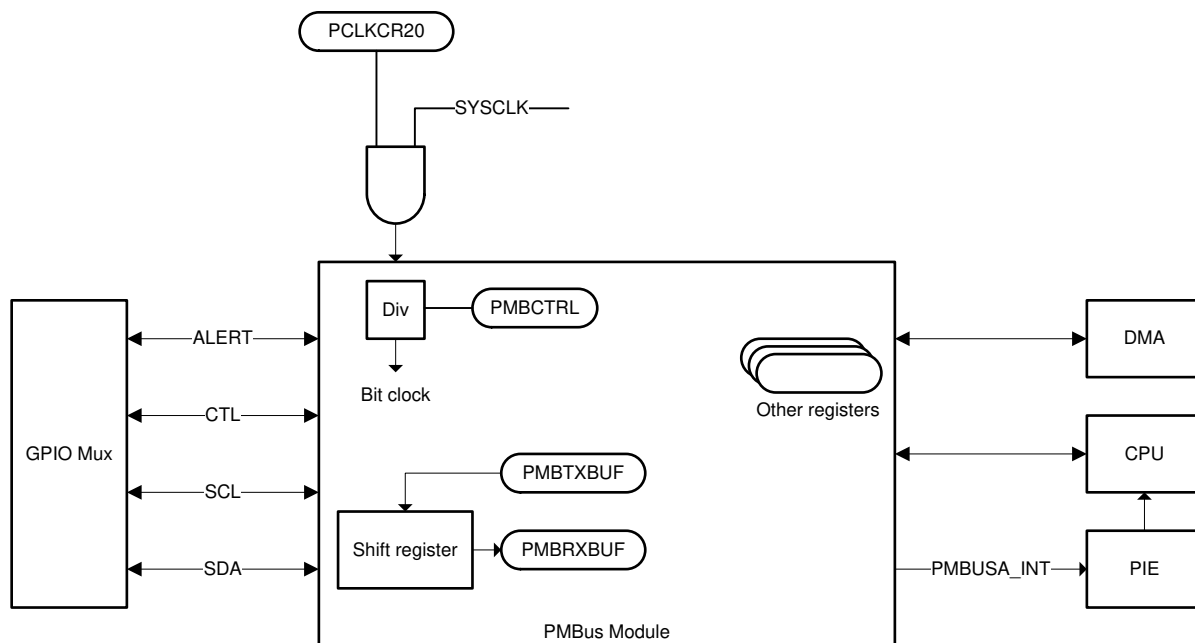 PCLKCR20
SYSCLK
Div
PMBCTRL
ALERT
DMA
Bit clock
Other registers
CTL
GPIO Mux
CPU
PMBTXBUF
SCL
Shift register
PMBRXBUF
SDA
PMBUSA_INT
PIE
PMBus Module